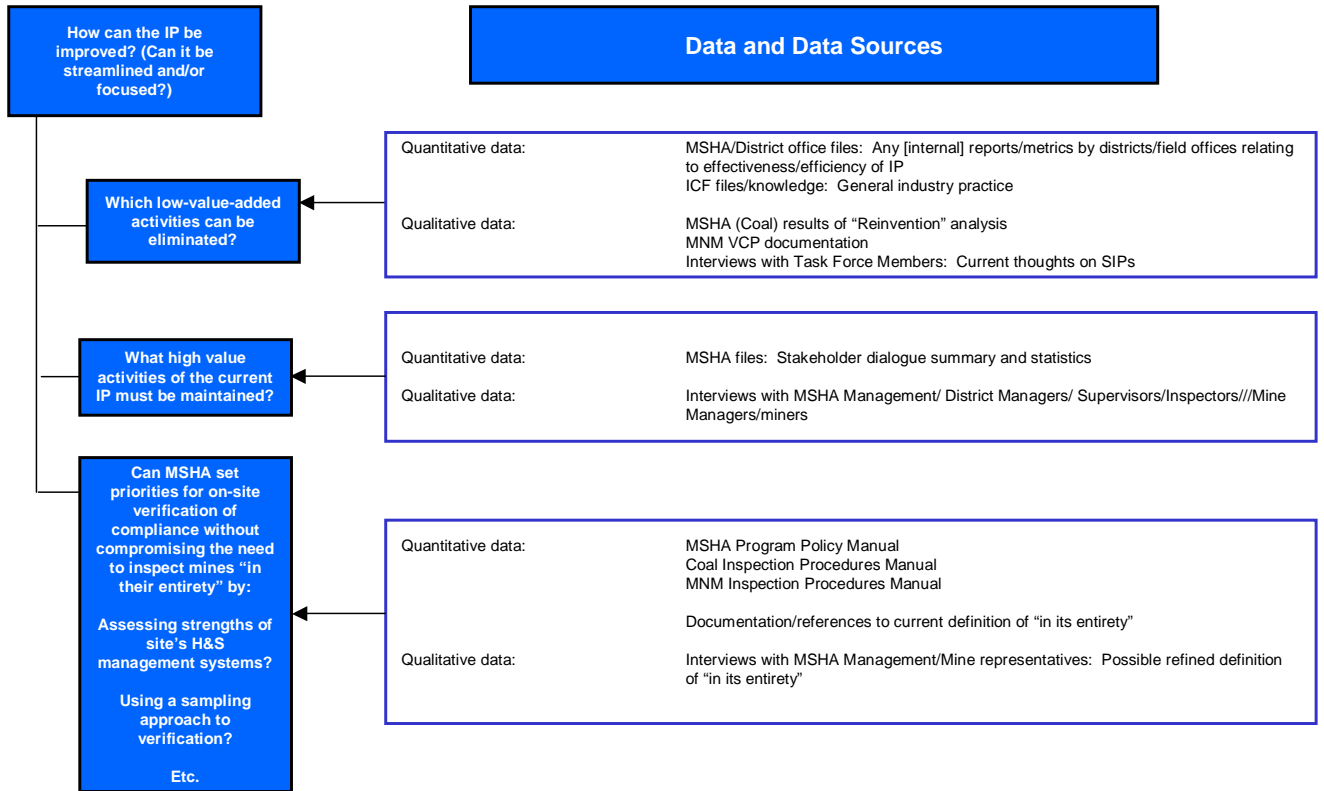 How can the IP be
improved? (Can it be
streamlined and/or
focused?)
Data and Data Sources
Which low-value-added
activities can be
eliminated?
Quantitative data:
MSHA/District office files: Any [internal] reports/metrics by districts/field offices relating
to effectiveness/efficiency of IP
ICF files/knowledge: General industry practice
Qualitative data:
MSHA (Coal) results of “Reinvention” analysis
MNM VCP documentation
Interviews with Task Force Members: Current thoughts on SIPs
What high value
activities of the current
IP must be maintained?
Quantitative data:
MSHA files: Stakeholder dialogue summary and statistics
Qualitative data:
Interviews with MSHA Management/ District Managers/ Supervisors/Inspectors///Mine
Managers/miners
Can MSHA set
priorities for on-site
verification of
compliance without
compromising the need
to inspect mines “in
their entirety” by:
Assessing strengths of
site’s H&S
management systems?
Using a sampling
approach to
verification?
Etc.
Quantitative data:
MSHA Program Policy Manual
Coal Inspection Procedures Manual
MNM Inspection Procedures Manual
Documentation/references to current definition of “in its entirety”
Qualitative data:
Interviews with MSHA Management/Mine representatives: Possible refined definition
of “in its entirety”